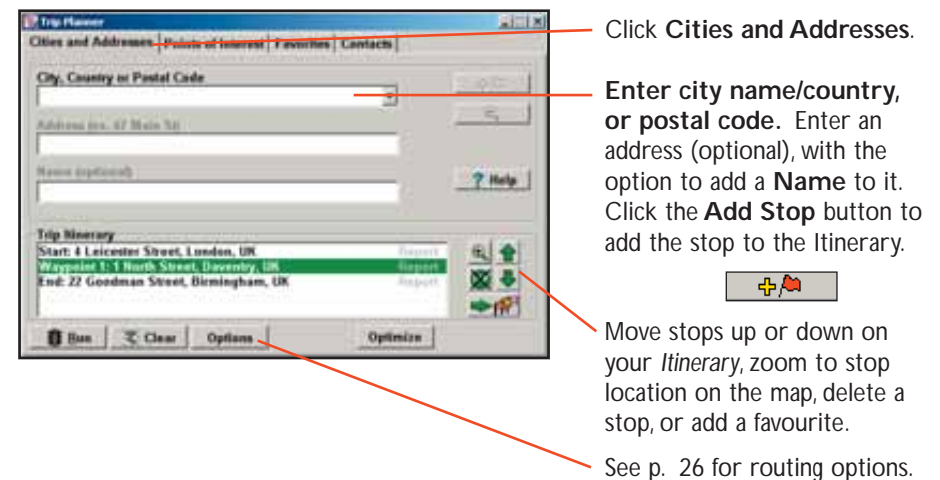 Trip Planner
Cities and Addresses Points of Interest Favorites Contacts
City, Country or Postal Code
Address (ex. 67 Main St)
Name (optional)
? Help
Trip Itinerary
Start: 4 Leicester Street, London, UK Report
Waypoint 1: 1 North Street, Daventry, UK Report
End: 22 Goodman Street, Birmingham, UK Report
Run Clear Options Optimize
Click Cities and Addresses.
Enter city name/country,
or postal code. Enter an
address (optional), with the
option to add a Name to it.
Click the Add Stop button to
add the stop to the Itinerary.
Move stops up or down on
your Itinerary, zoom to stop
location on the map, delete a
stop, or add a favourite.
See p. 26 for routing options.